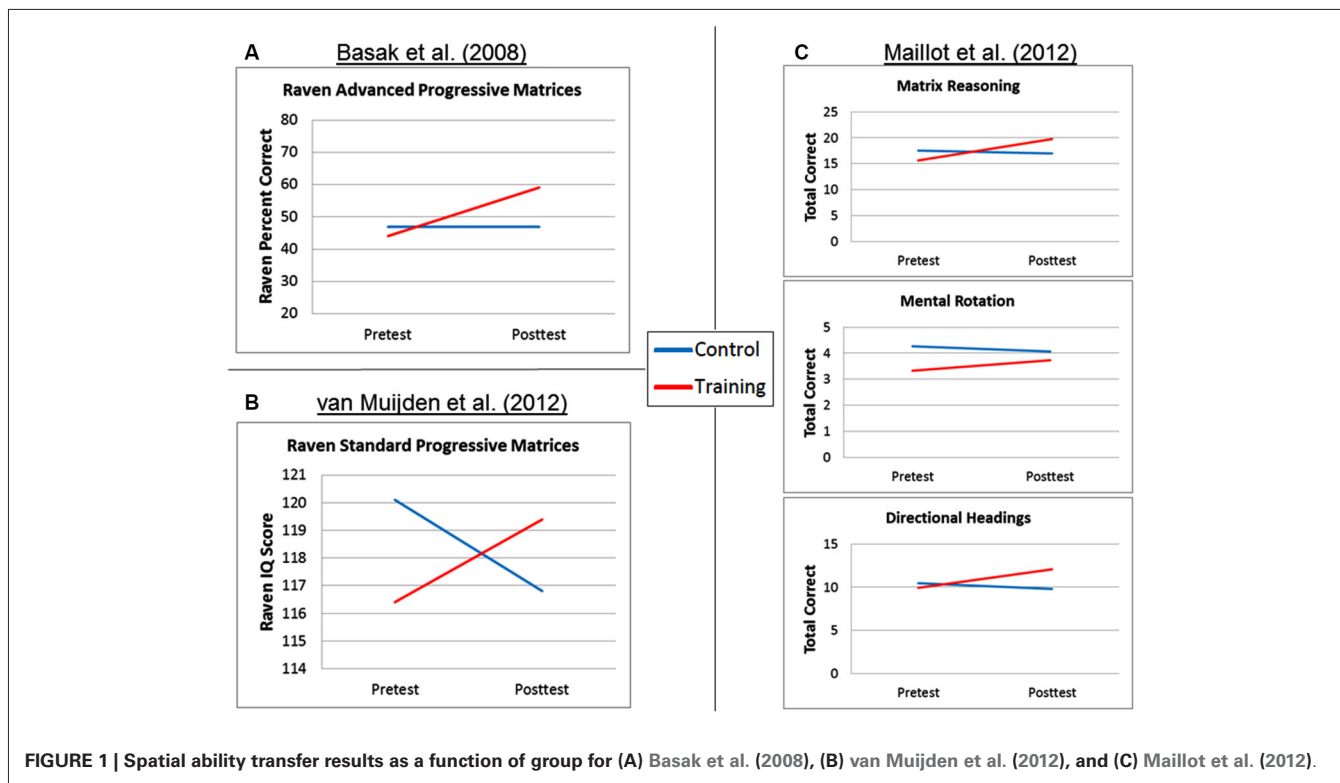 A
Basak et al. (2008)
Raven Advanced Progressive Matrices
Raven Percent Correct
80
70
60
50
40
30
20
Pretest
Posttest
Control
Training
B
van Muijden et al. (2012)
Raven Standard Progressive Matrices
Raven IQ Score
121
120
119
118
117
116
115
114
Pretest
Posttest
C
Maillot et al. (2012)
Matrix Reasoning
Total Correct
25
20
15
10
5
0
Pretest
Posttest
Mental Rotation
Total Correct
5
4
3
2
1
0
Pretest
Posttest
Directional Headings
Total Correct
15
10
5
0
Pretest
Posttest
FIGURE 1 | Spatial ability transfer results as a function of group for (A) Basak et al. (2008), (B) van Muijden et al. (2012), and (C) Maillot et al. (2012).